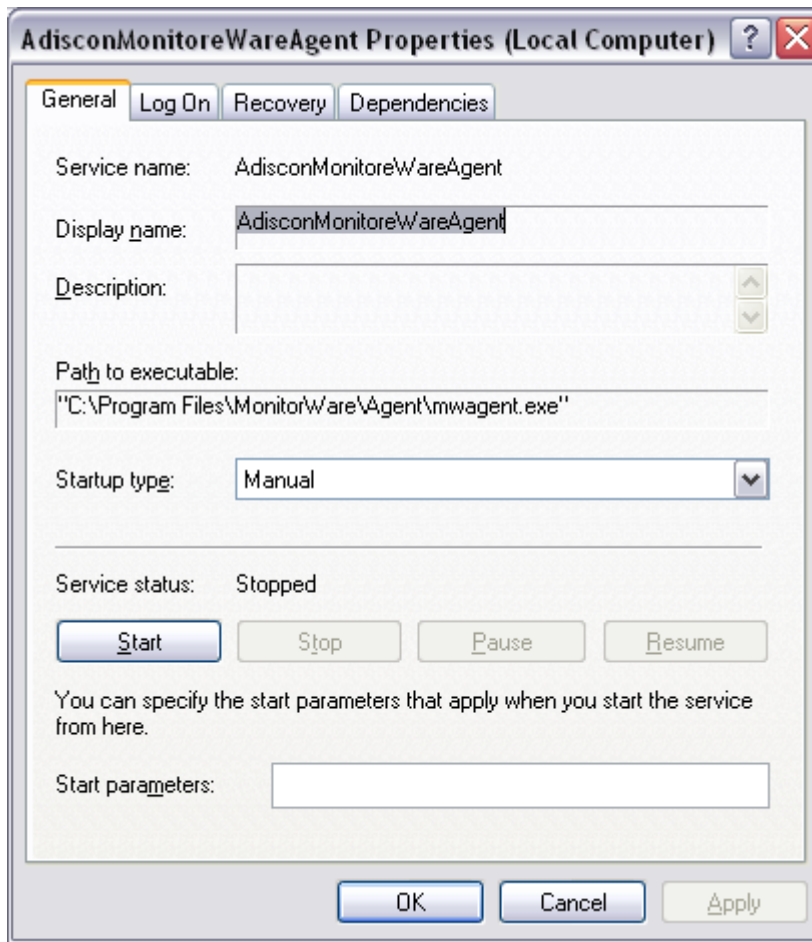 AdisconMonitoreWareAgent Properties (Local Computer)
General Log On Recovery Dependencies
Service name: AdisconMonitoreWareAgent
Display name: AdisconMonitoreWareAgent
Description:
Path to executable:
"C:\Program Files\MonitorWare\Agent\mwagent.exe"
Startup type: Manual
Service status: Stopped
Start Stop Pause Resume
You can specify the start parameters that apply when you start the service
from here.
Start parameters:
OK Cancel Apply